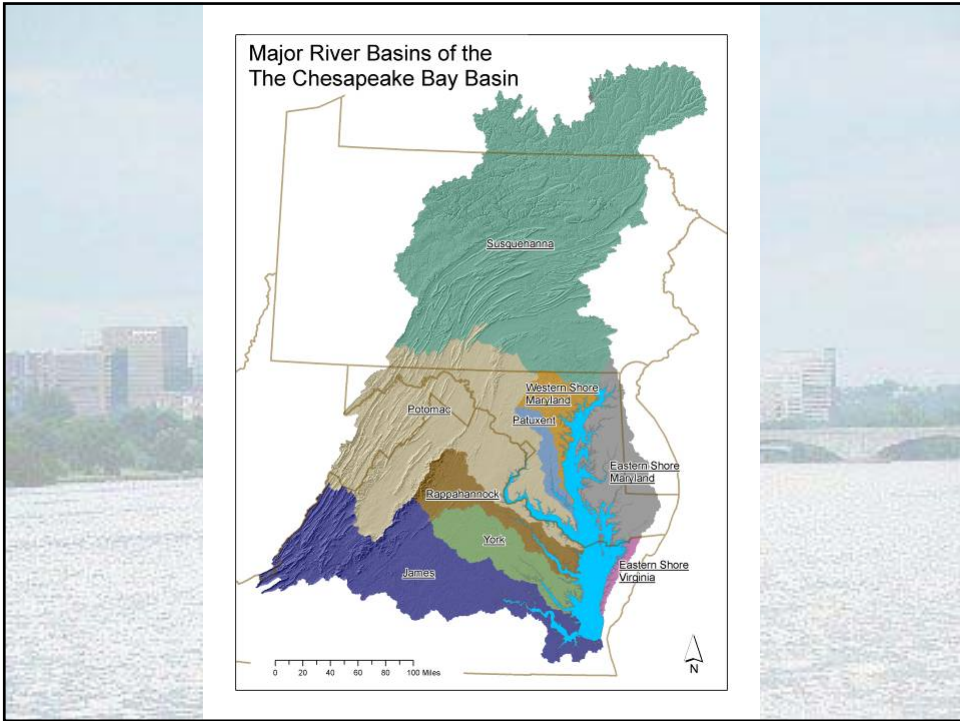 Major River Basins of the
The Chesapeake Bay Basin
Susquehanna
Western Shore
Maryland
Potomac
Patuxent
Eastern Shore
Maryland
Rappahannock
York
Eastern Shore
Virginia
James
0 20 40 60 80 100 Miles
N